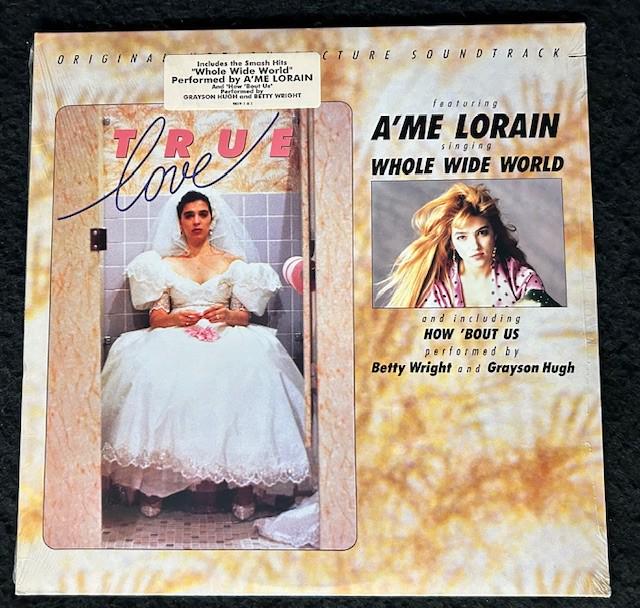 ORIGINAL MOTION PICTURE SOUNDTRACK
Includes the Smash Hits
"Whole Wide World"
Performed by A'ME LORAIN
And "How 'Bout Us"
Performed by
GRAYSON HUGH and BETTY WRIGHT
TRUE
love
featuring
A'ME LORAIN
singing
WHOLE WIDE WORLD
and including
HOW 'BOUT US
performed by
Betty Wright and Grayson Hugh